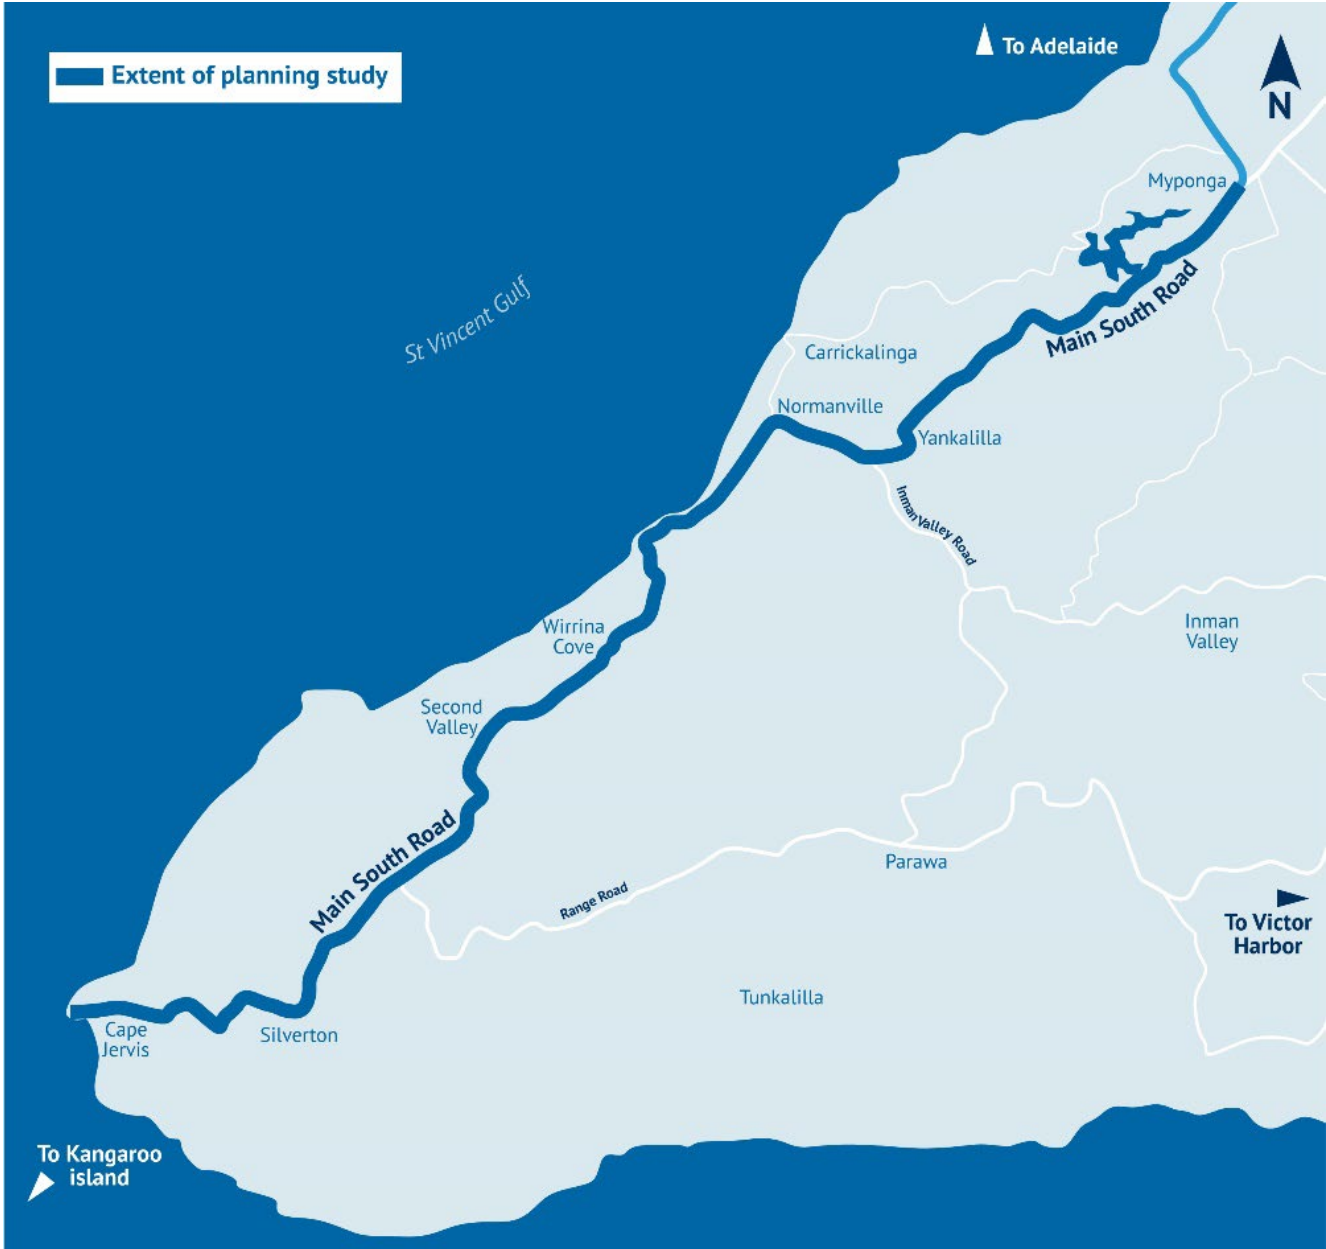 To Adelaide
Extent of planning study
N
Myponga
Main South Road
St Vincent Gulf
Carrickalinga
Normanville
Yankalilla
Inman Valley Road
Wirrina
Cove
Inman
Valley
Second
Valley
Main South Road
Parawa
Range Road
To Victor
Harbor
Tunkalilla
Cape
Jervis
Silverton
To Kangaroo
island